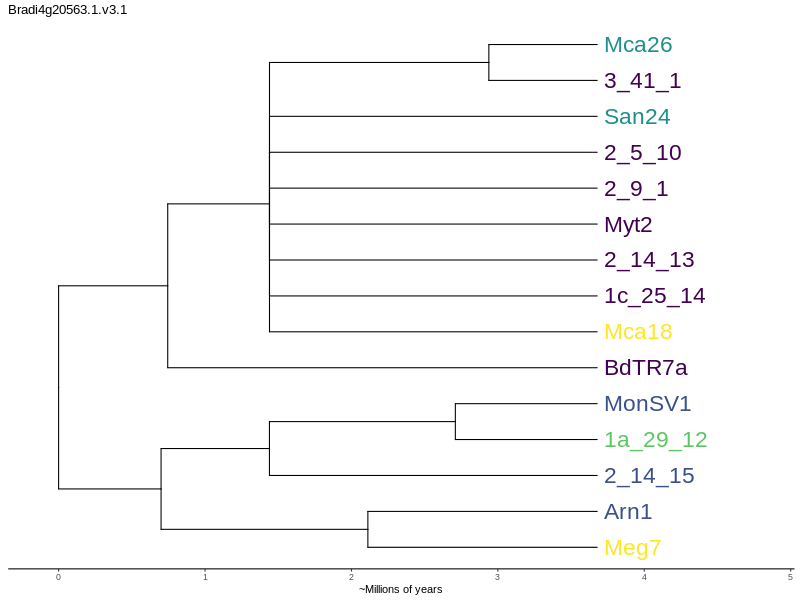 Bradi4g20563.1.v3.1
Mca26
3_41_1
San24
2_5_10
2_9_1
Myt2
2_14_13
1c_25_14
Mca18
BdTR7a
MonSV1
1a_29_12
2_14_15
Arn1
Meg7
0 1 2 3 4 5
~Millions of years